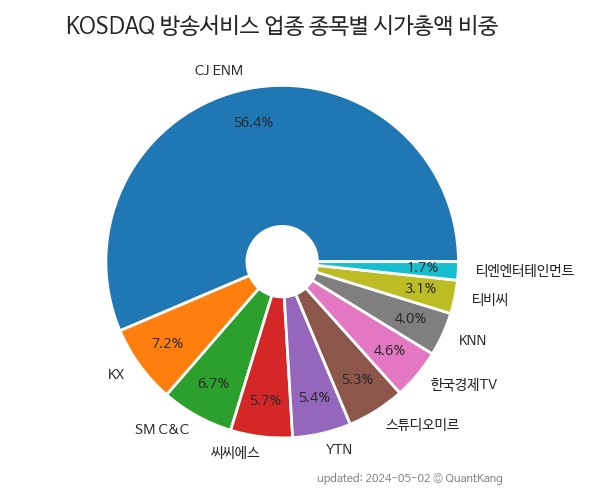 KOSDAQ 방송서비스 업종 종목별 시가총액 비중
CJ ENM
56.4%
1.7%
티엔엔터테인먼트
3.1%
티비씨
4.0%
KNN
4.6%
한국경제TV
5.3%
스튜디오미르
5.4%
YTN
5.7%
씨씨에스
6.7%
SM C&C
7.2%
KX
updated: 2024-05-02 © QuantKang